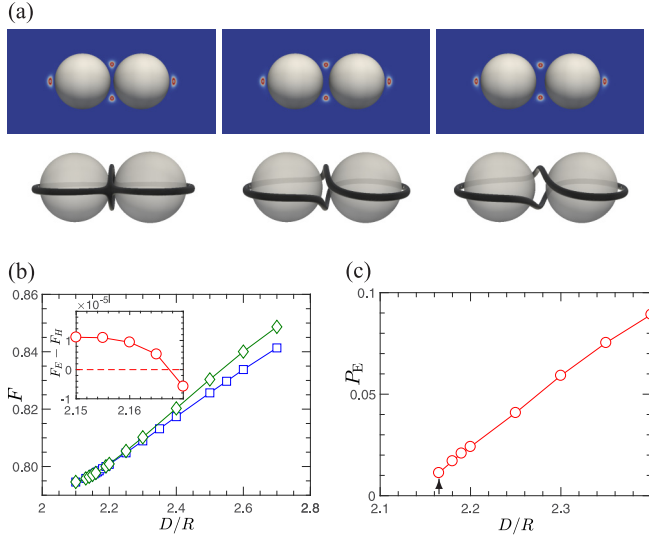 (a)
(b)
(c)
F
0.86
0.84
0.82
0.80
2
2.2
2.4
2.6
2.8
D/R
×10⁻⁵
F_E − F_H
1
0
-1
2.15
2.16
P_E
0.1
0.05
0
2.1
2.2
2.3
D/R